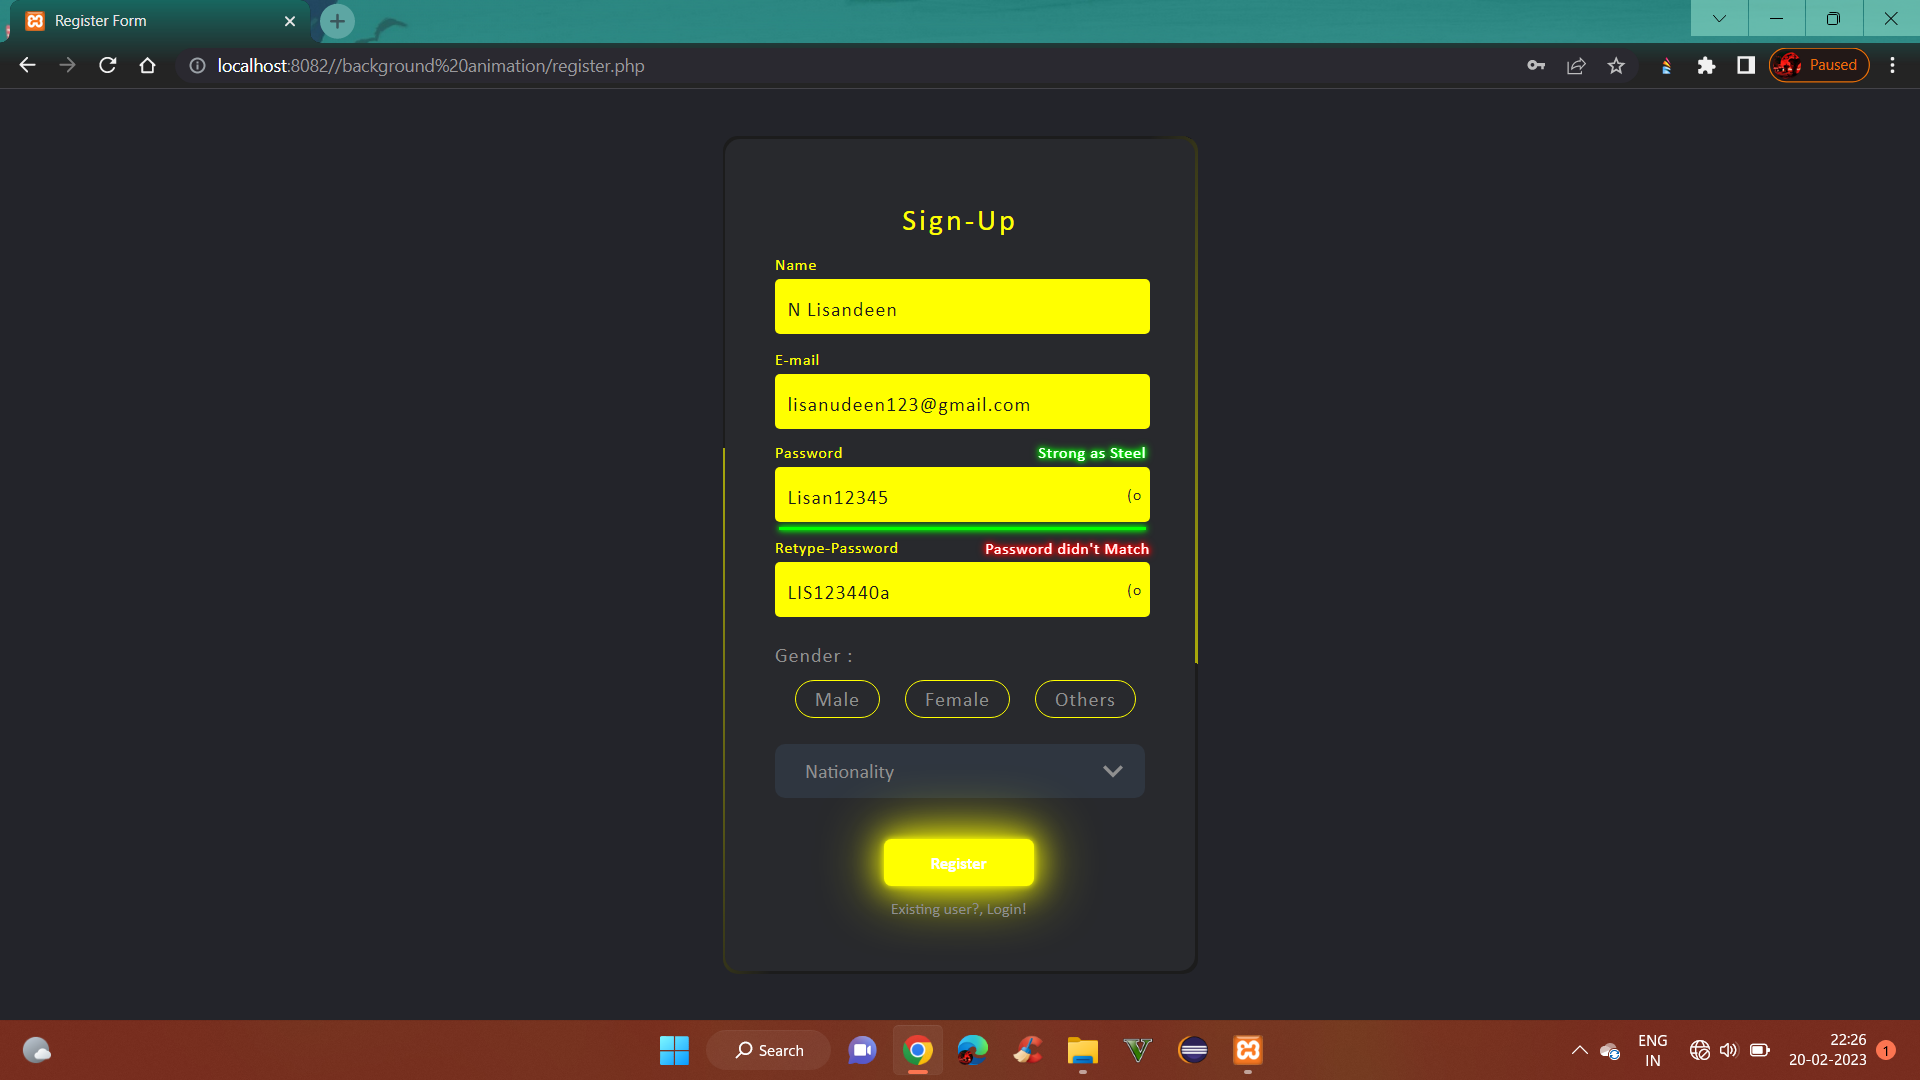 Register Form
localhost:8082//background%20animation/register.php
Paused
Sign-Up
Name
N Lisandeen
E-mail
lisanudeen123@gmail.com
Password Strong as Steel
Lisan12345 (o
Retype-Password Password didn't Match
LIS123440a (o
Gender :
Male Female Others
Nationality
Register
Existing user?, Login!
Search
ENG
IN
22:26
20-02-2023
1